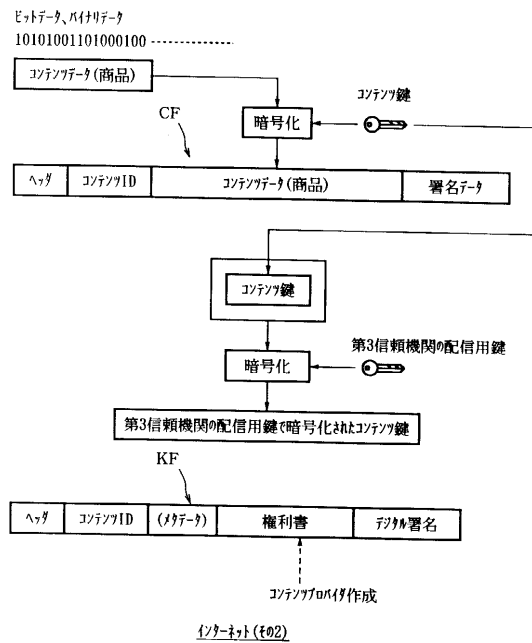 ビットデータ、バイナリデータ
10101001101000100
コンテンツデータ(商品)
コンテンツ鍵
暗号化
CF
ヘッダ コンテンツID コンテンツデータ(商品) 署名データ
コンテンツ鍵
第3信頼機関の配信用鍵
暗号化
第3信頼機関の配信用鍵で暗号化されたコンテンツ鍵
KF
ヘッダ コンテンツID (メタデータ) 権利書 デジタル署名
コンテンツプロバイダ作成
インターネット(その2)